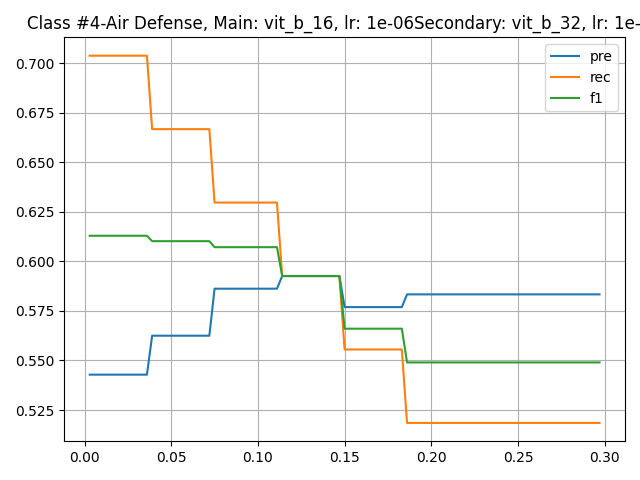 Class #4-Air Defense, Main: vit_b_16, lr: 1e-06Secondary: vit_b_32, lr: 1e-
0.700
0.675
0.650
0.625
0.600
0.575
0.550
0.525
pre
rec
f1
0.00 0.05 0.10 0.15 0.20 0.25 0.30